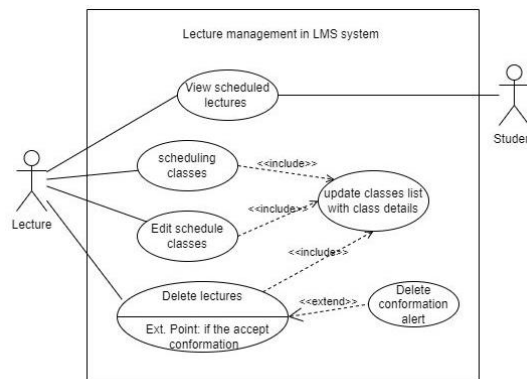 Lecture management in LMS system
View scheduled
lectures
Studen
scheduling
classes
<<include>>
update classes list
with class details
Lecture
Edit schedule
classes
<<include>>
<<include>>
Delete lectures
<<extend>>
Delete
conformation
alert
Ext. Point: if the accept
conformation